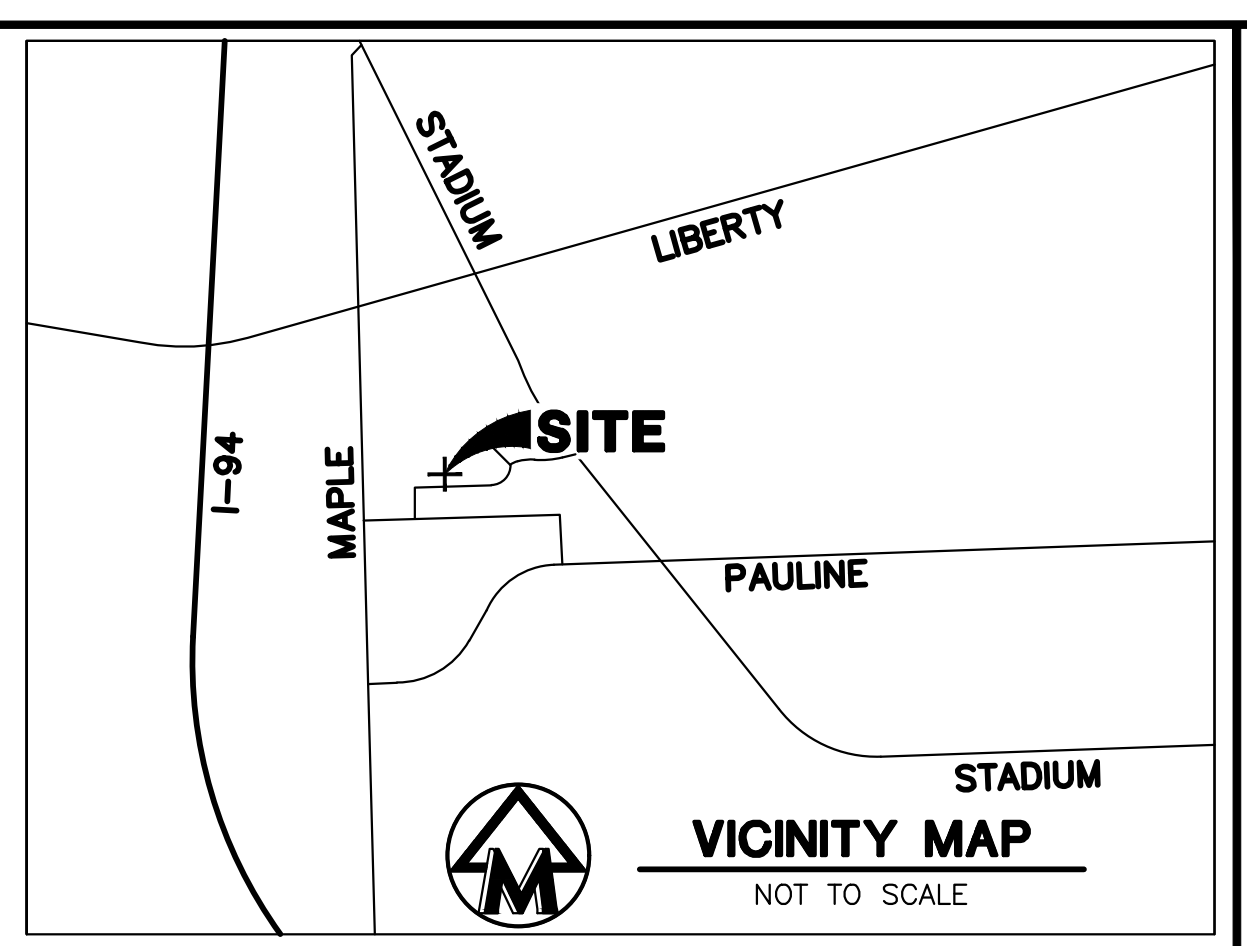 STADIUM
LIBERTY
SITE
I-94
MAPLE
PAULINE
STADIUM
M
VICINITY MAP
NOT TO SCALE